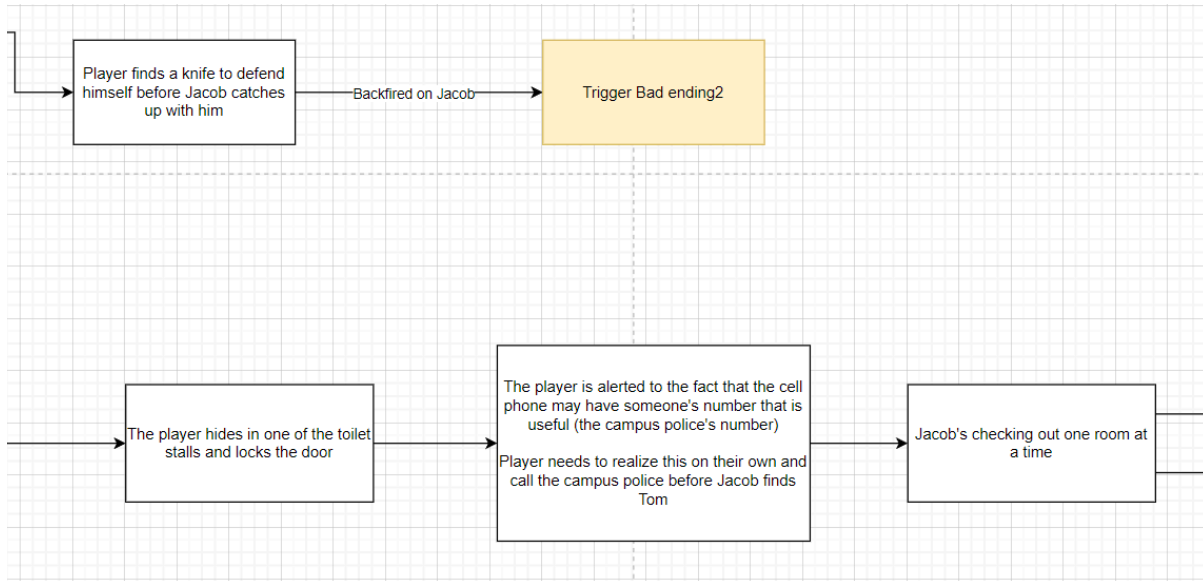 Player finds a knife to defend
himself before Jacob catches
up with him
Backfired on Jacob
Trigger Bad ending2
The player hides in one of the toilet
stalls and locks the door
The player is alerted to the fact that the cell
phone may have someone's number that is
useful (the campus police's number)
Player needs to realize this on their own and
call the campus police before Jacob finds
Tom
Jacob's checking out one room at
a time